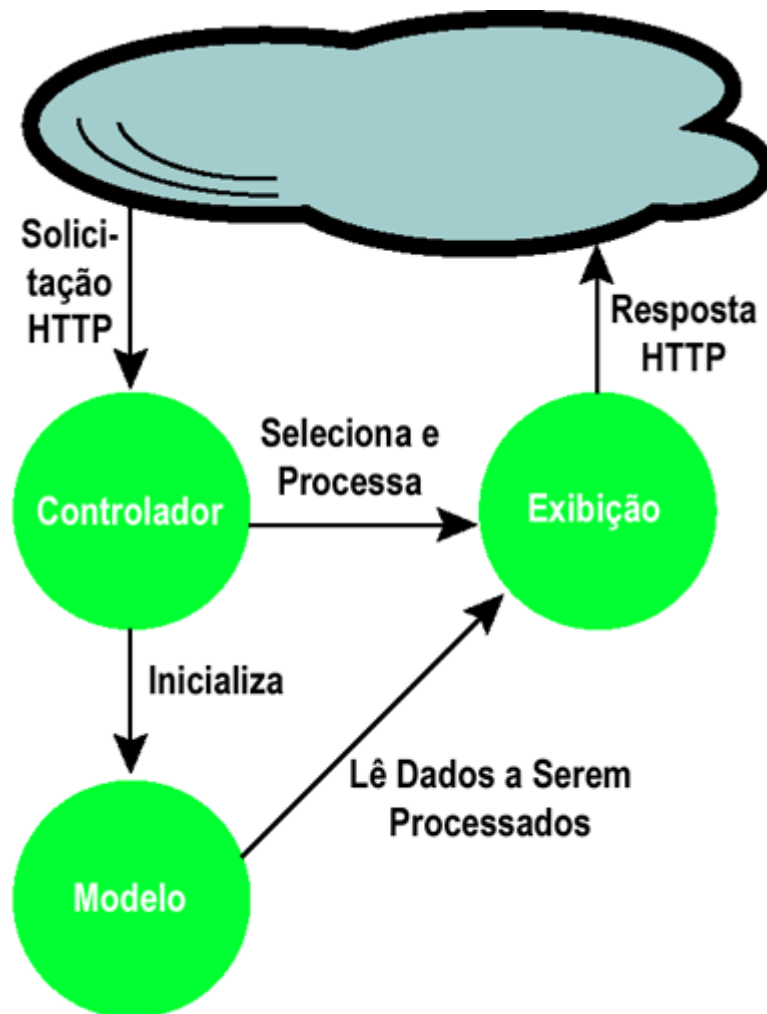 Solici-
tação
HTTP
Resposta
HTTP
Seleciona e
Processa
Controlador
Exibição
Inicializa
Lê Dados a Serem
Processados
Modelo